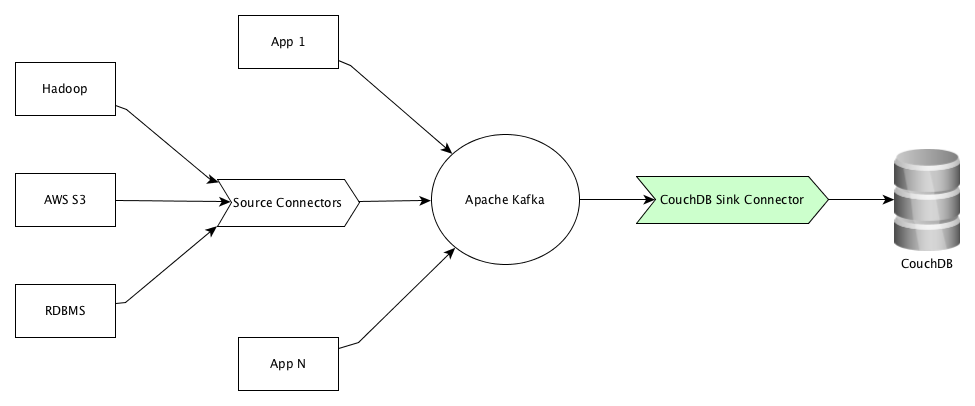 App 1
Hadoop
AWS S3
Source Connectors
Apache Kafka
CouchDB Sink Connector
CouchDB
RDBMS
App N